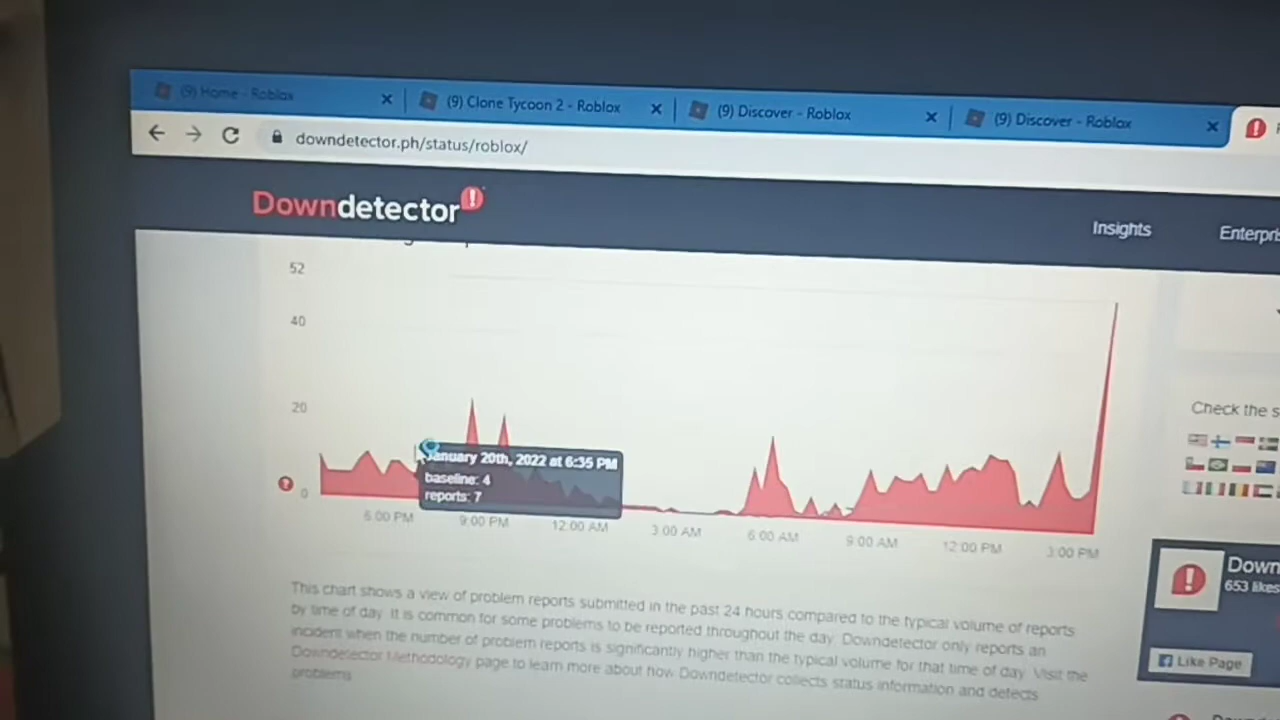 (9) Home - Roblox
(9) Clone Tycoon 2 - Roblox
(9) Discover - Roblox
(9) Discover - Roblox
downdetector.ph/status/roblox/
Downdetector
Insights
52
40
20
0
January 20th, 2022 at 6:35 PM
baseline: 4
reports: 7
6:00 PM
9:00 PM
12:00 AM
3:00 AM
6:00 AM
9:00 AM
12:00 PM
3:00 PM
This chart shows a view of problem reports submitted in the past 24 hours compared to the typical volume of reports
by time of day. It is common for some problems to be reported throughout the day. Downdetector only reports an
incident when the number of problem reports is significantly higher than the typical volume for that time of day. Visit the
Downdetector Methodology page to learn more about how Downdetector collects status information and detects
problems.
Check the s
Down
653 likes
Like Page